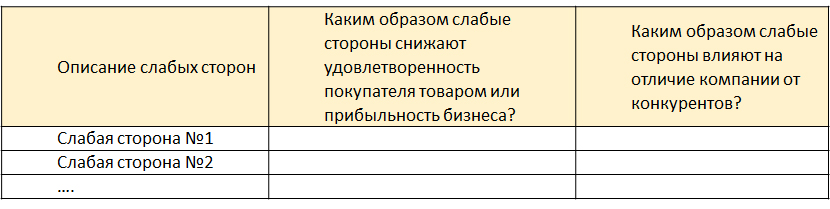 Описание слабых сторон
Каким образом слабые
стороны снижают
удовлетворенность
покупателя товаром или
прибыльность бизнеса?
Каким образом слабые
стороны влияют на
отличие компании от
конкурентов?
Слабая сторона №1
Слабая сторона №2
....